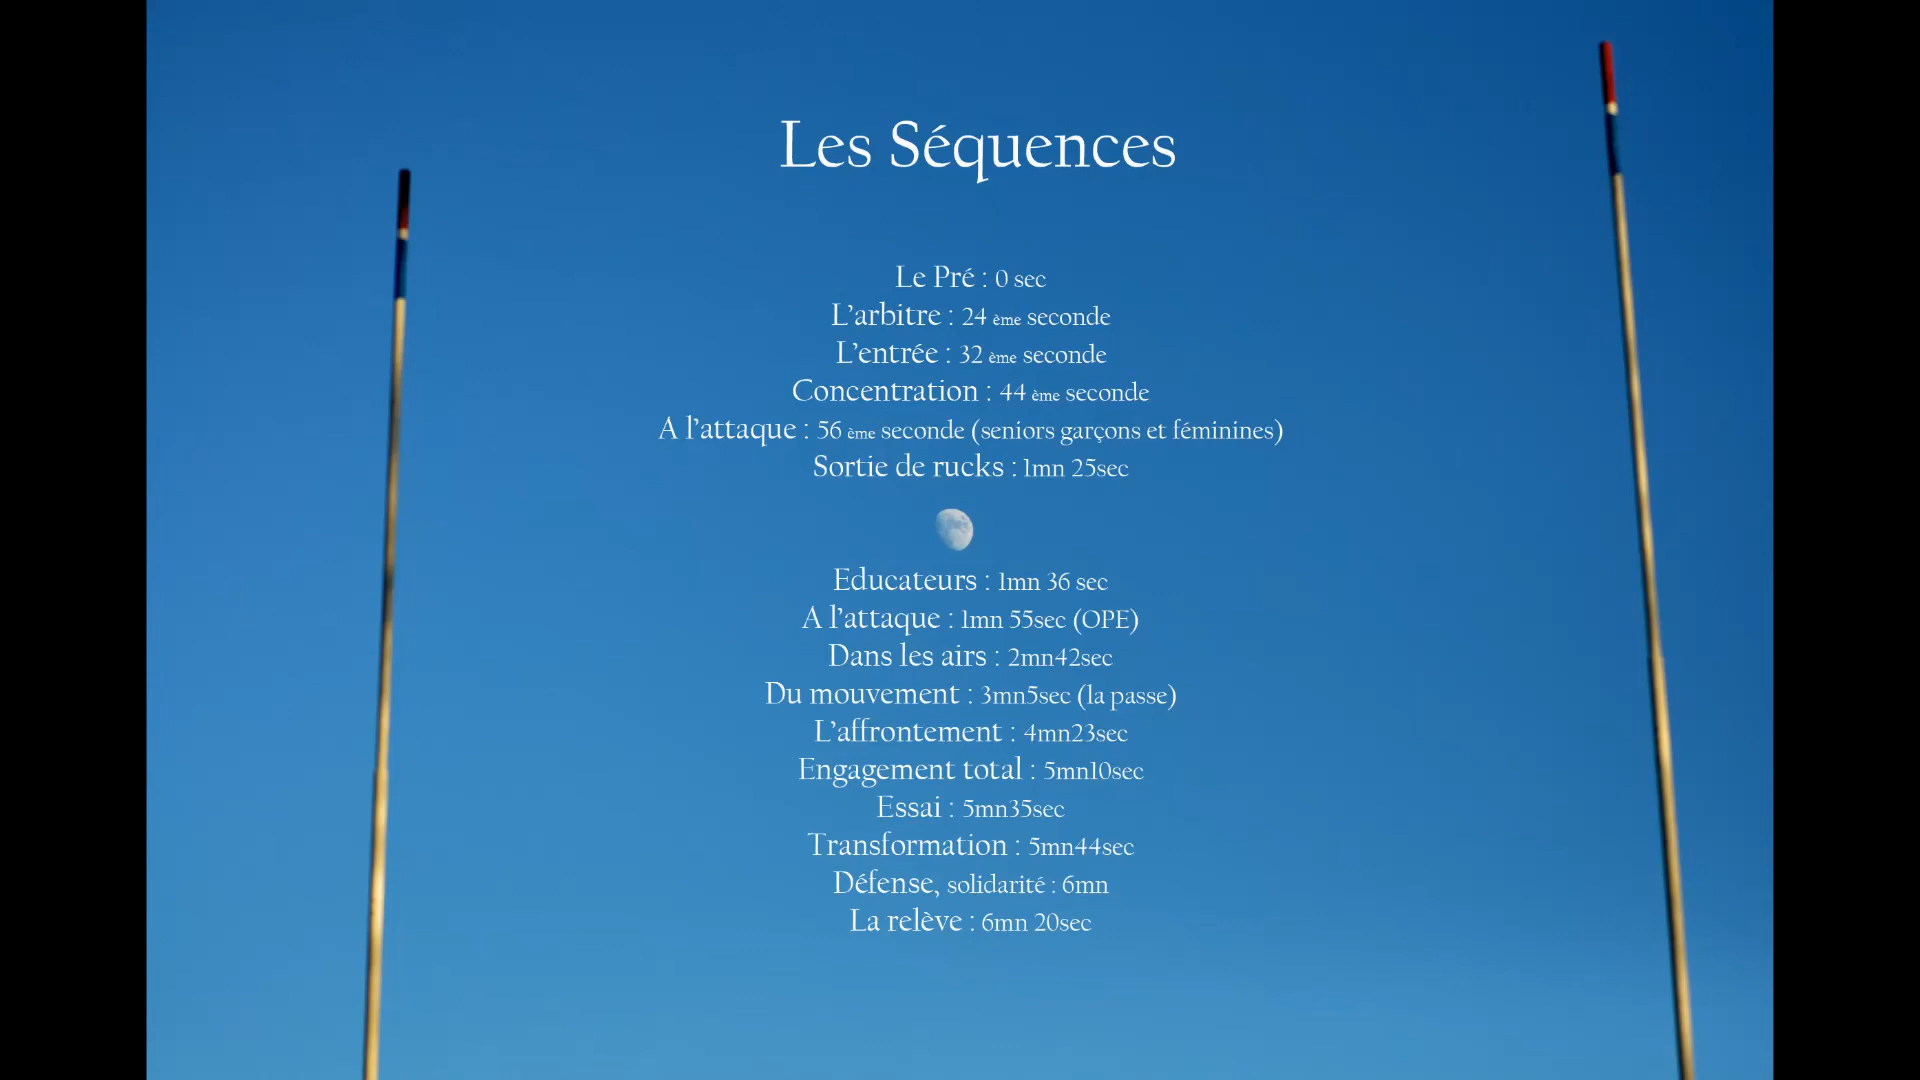 Les Séquences
Le Pré : 0 sec
L'arbitre : 24 ème seconde
L'entrée : 32 ème seconde
Concentration : 44 ème seconde
A l'attaque : 56 ème seconde (seniors garçons et féminines)
Sortie de rucks : 1mn 25sec
Educateurs : 1mn 36 sec
A l'attaque : 1mn 55sec (OPE)
Dans les airs : 2mn42sec
Du mouvement : 3mn5sec (la passe)
L'affrontement : 4mn23sec
Engagement total : 5mn10sec
Essai : 5mn35sec
Transformation : 5mn44sec
Défense, solidarité : 6mn
La relève : 6mn 20sec